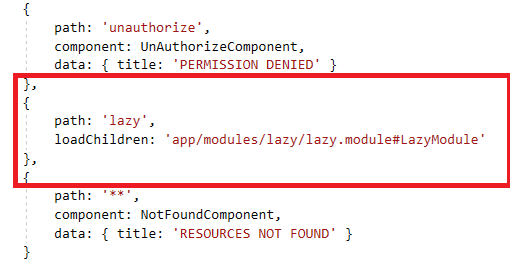 {
path: 'unauthorize',
component: UnAuthorizeComponent,
data: { title: 'PERMISSION DENIED' }
},
{
path: 'lazy',
loadChildren: 'app/modules/lazy/lazy.module#LazyModule'
},
{
path: '**',
component: NotFoundComponent,
data: { title: 'RESOURCES NOT FOUND' }
}